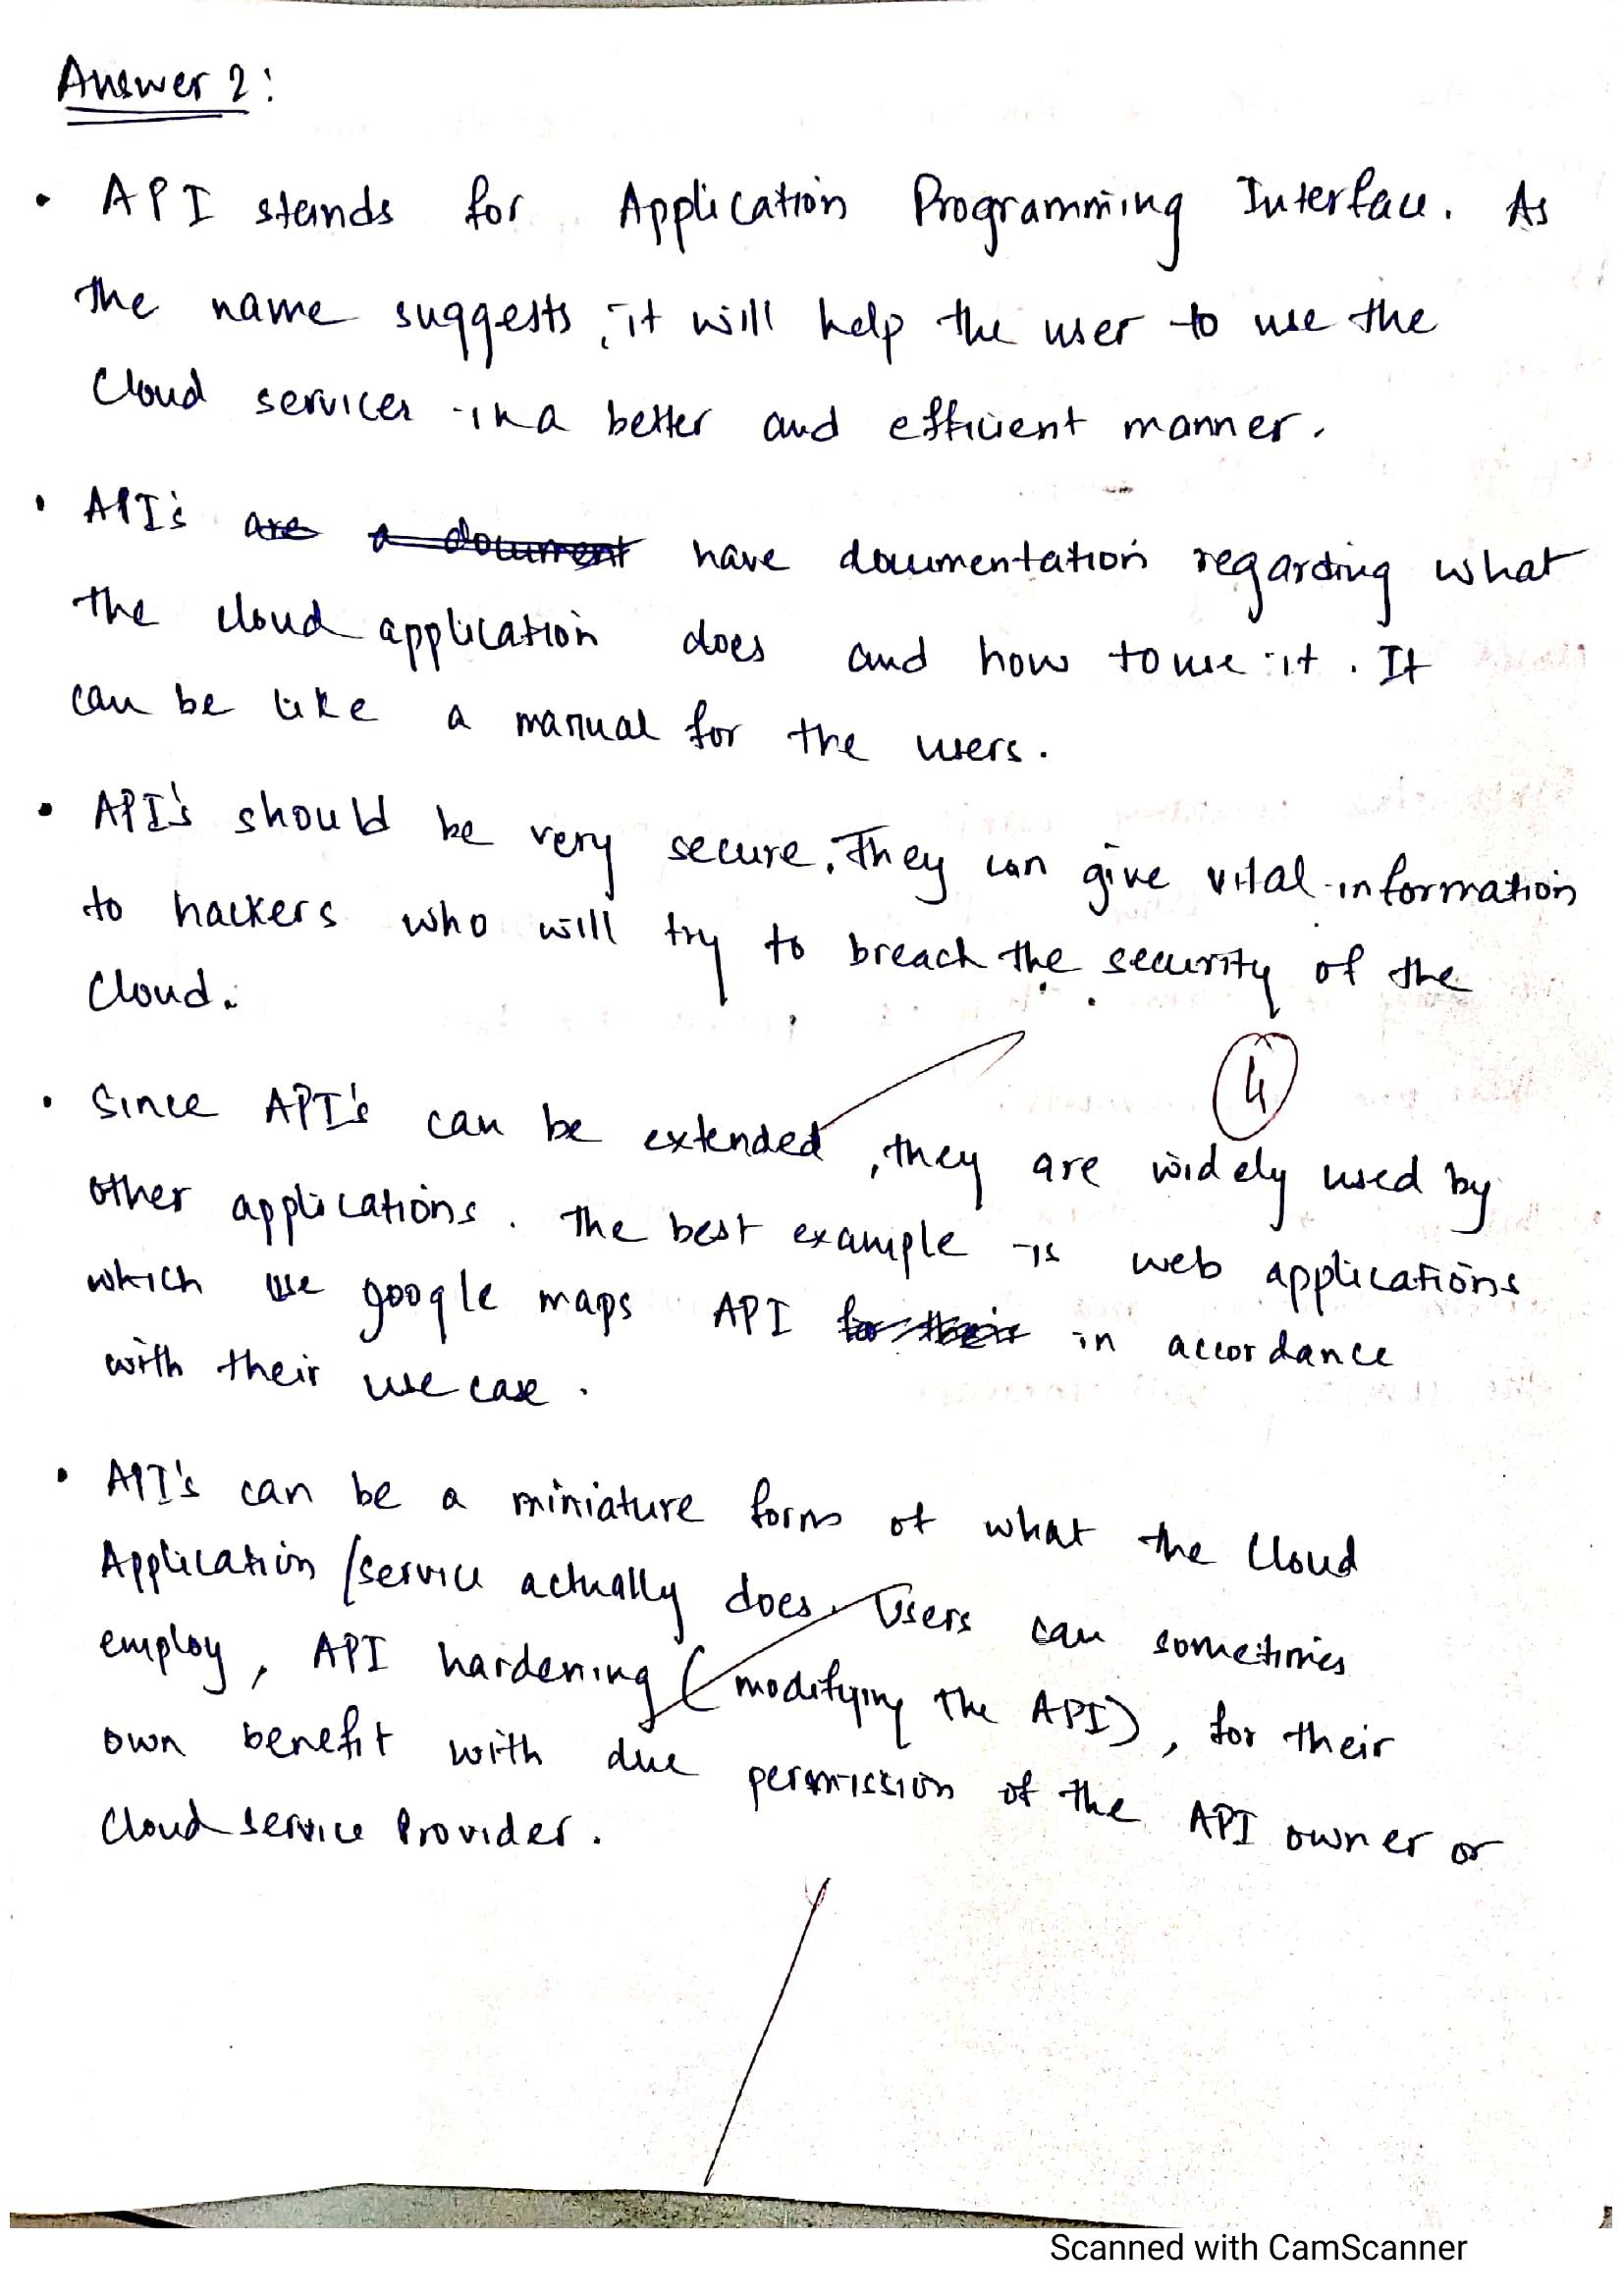 Answer 2:
• API stands for Application Programming Interface. As
the name suggests, it will help the user to use the
Cloud services in a better and efficient manner.
• API's are a document have documentation regarding what
the cloud application does and how to use it. It
can be like a manual for the users.
• API's should be very secure. They can give vital information
to hackers who will try to breach the security of the
Cloud.
4
• Since API's can be extended, they are widely used by
other applications. The best example is web applications
which use google maps API for their in accordance
with their use case.
• API's can be a miniature form of what the Cloud
Application/service actually does. Users can sometimes
employ, API hardening (modifying the API), for their
own benefit with due permission of the API owner or
Cloud service Provider.
Scanned with CamScanner